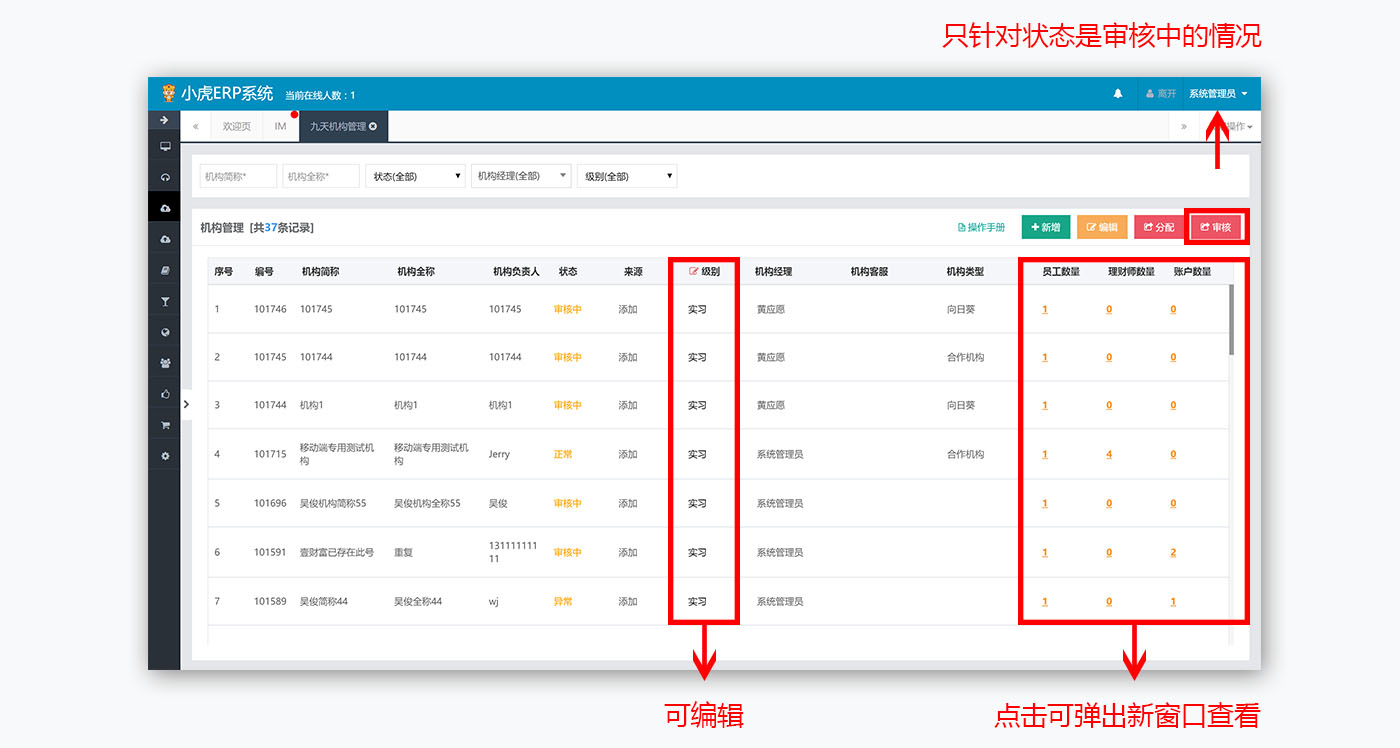 只针对状态是审核中的情况
小虎ERP系统 当前在线人数：1 离开 系统管理员
欢迎页 IM 九天机构管理 操作
机构简称* 机构全称* 状态(全部) 机构经理(全部) 级别(全部)
机构管理 [共37条记录] 操作手册 新增 编辑 分配 审核
序号 编号 机构简称 机构全称 机构负责人 状态 来源 级别 机构经理 机构客服 机构类型 员工数量 理财师数量 账户数量
1 101746 101745 101745 101745 审核中 添加 实习 黄应愿 向日葵 1 0 0
2 101745 101744 101744 101744 审核中 添加 实习 黄应愿 合作机构 1 0 0
3 101744 机构1 机构1 机构1 审核中 添加 实习 黄应愿 向日葵 1 0 0
移动端专用测试机 移动端专用测试机
4 101715 Jerry 正常 添加 实习 系统管理员 合作机构 1 4 0
构 构
5 101696 吴俊机构简称55 吴俊机构全称55 吴俊 审核中 添加 实习 系统管理员 1 0 0
131111111
6 101591 壹财富已存在此号 重复 审核中 添加 实习 系统管理员 1 0 2
11
7 101589 吴俊简称44 吴俊全称44 wj 异常 添加 实习 系统管理员 1 0 1
可编辑 点击可弹出新窗口查看